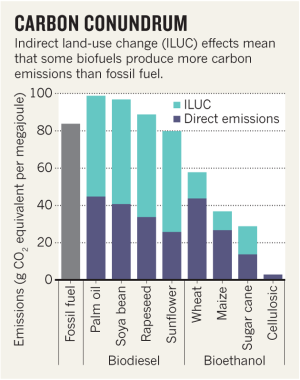 CARBON CONUNDRUM
Indirect land-use change (ILUC) effects mean
that some biofuels produce more carbon
emissions than fossil fuel.
Emissions (g CO₂ equivalent per megajoule)
100
80
60
40
20
0
ILUC
Direct emissions
Fossil fuel
Palm oil
Soya bean
Rapeseed
Sunflower
Wheat
Maize
Sugar cane
Cellulosic
Biodiesel
Bioethanol